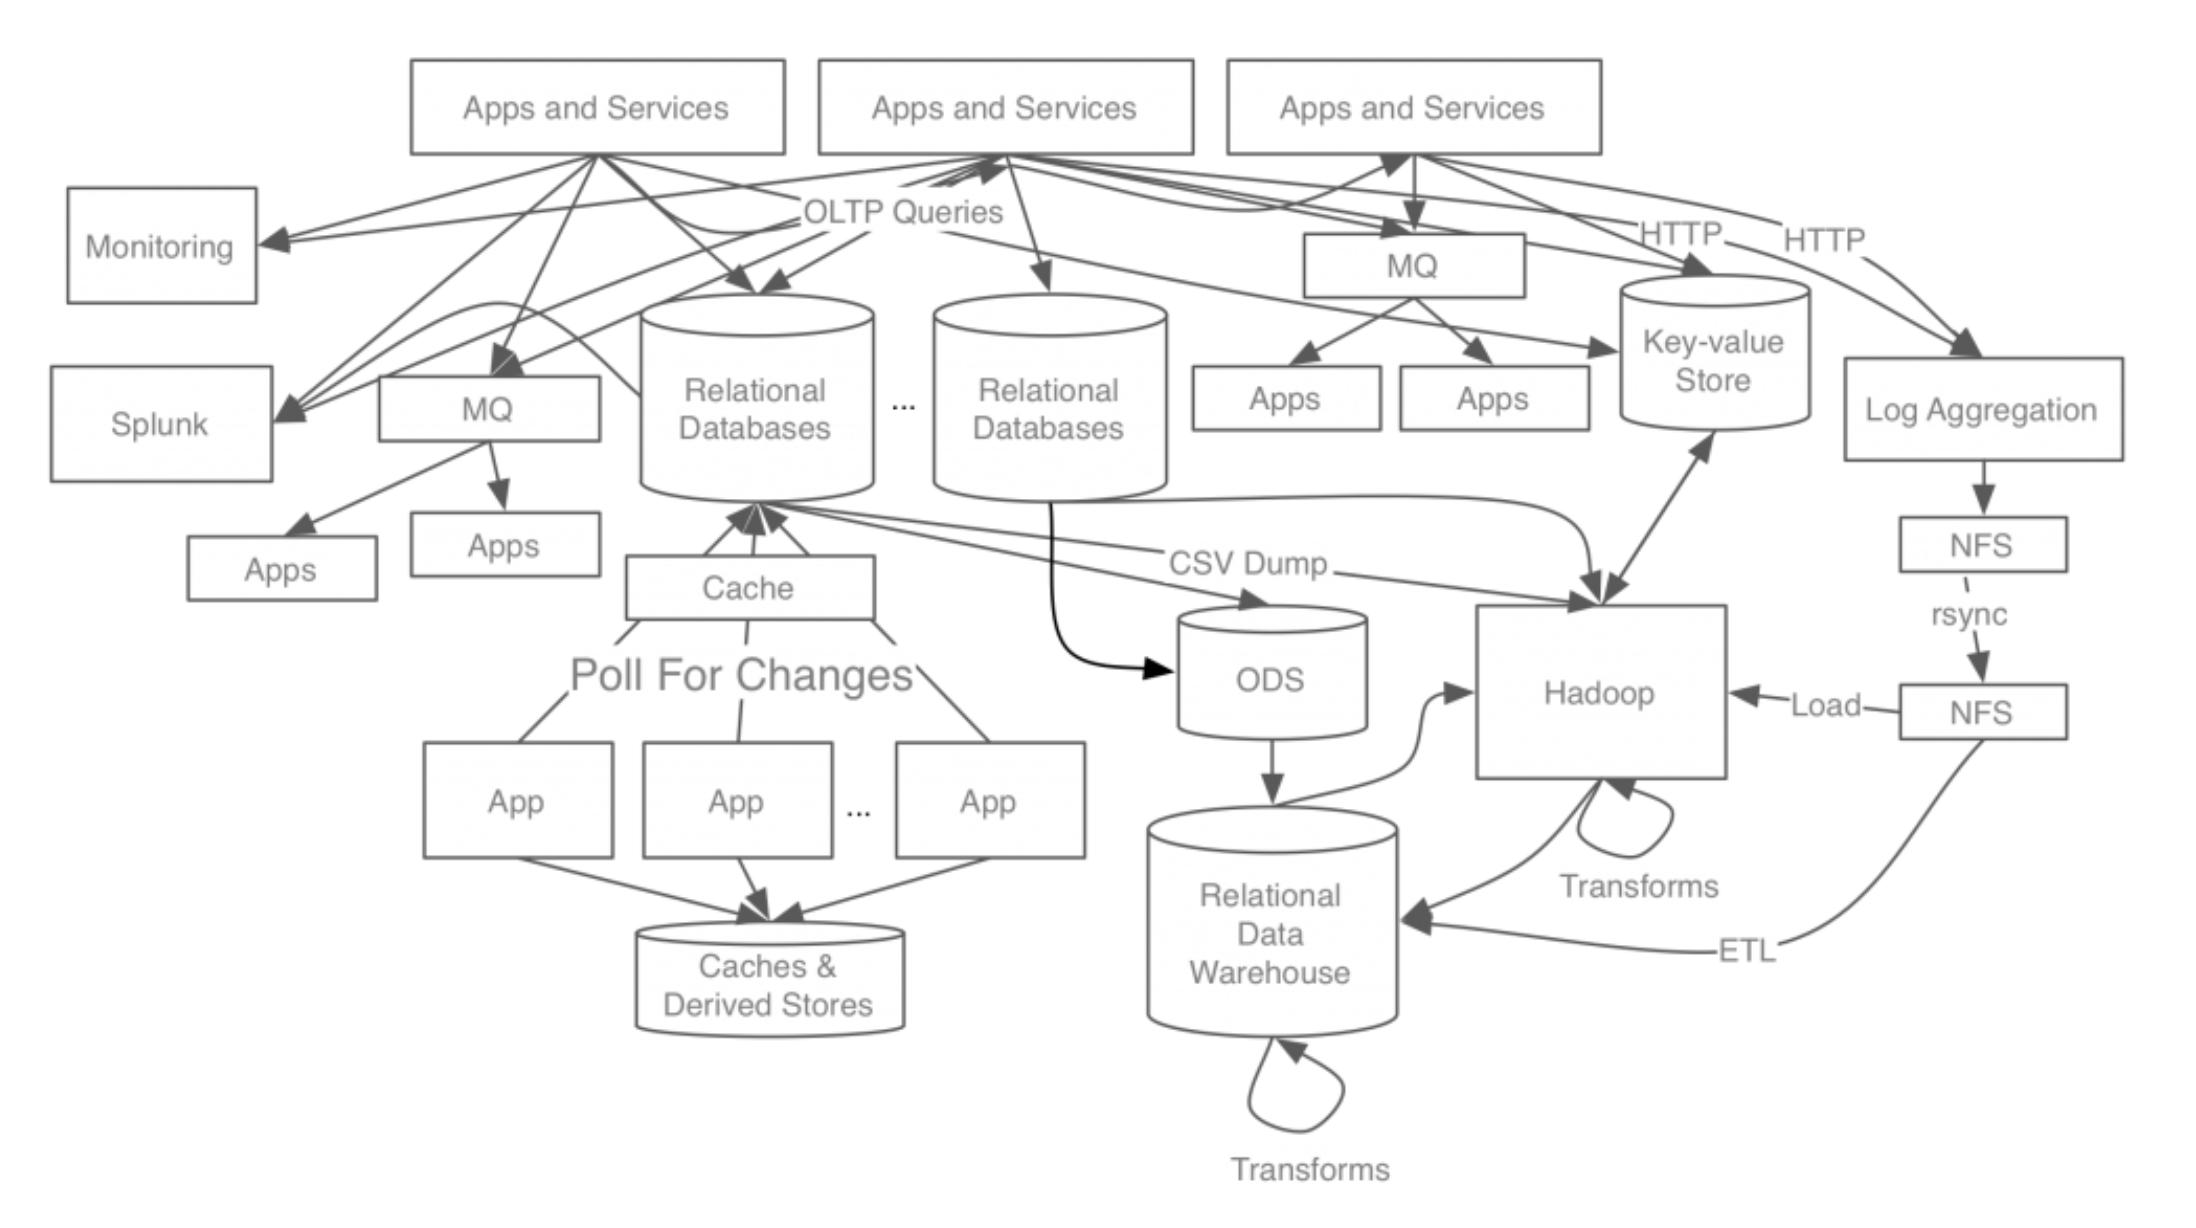 Apps and Services
Apps and Services
Apps and Services
Monitoring
OLTP Queries
HTTP
HTTP
MQ
Key-value
Store
Splunk
MQ
Relational
Databases
...
Relational
Databases
Apps
Apps
Log Aggregation
Apps
Apps
Cache
CSV Dump
NFS
rsync
Poll For Changes
ODS
Hadoop
Load
NFS
App
App
...
App
Transforms
Relational
Data
Warehouse
ETL
Caches &
Derived Stores
Transforms